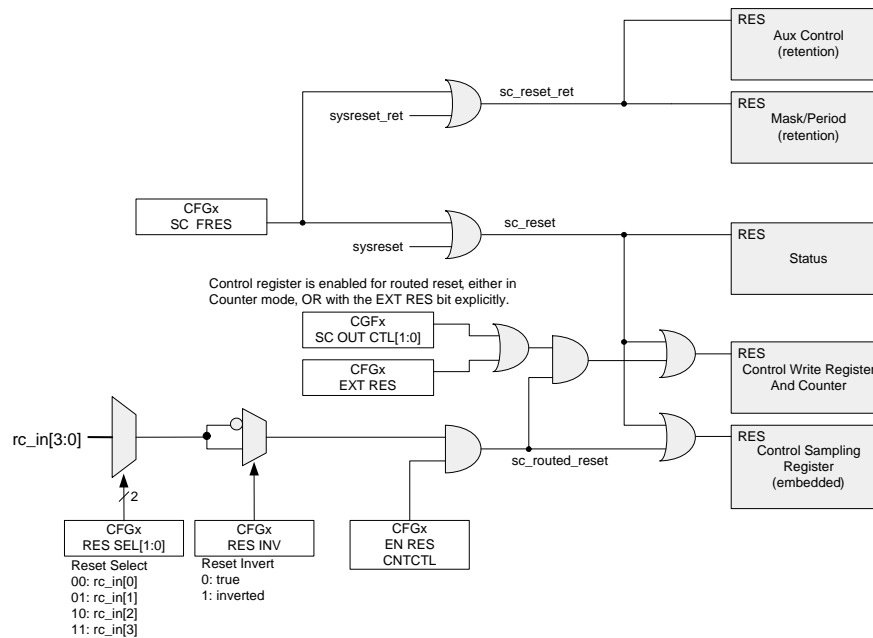 RES
Aux Control
(retention)
sc_reset_ret
sysreset_ret
RES
Mask/Period
(retention)
CFGx
SC FRES
sc_reset
sysreset
RES
Status
Control register is enabled for routed reset, either in
Counter mode, OR with the EXT RES bit explicitly.
CGFx
SC OUT CTL[1:0]
CFGx
EXT RES
RES
Control Write Register
And Counter
rc_in[3:0]
sc_routed_reset
RES
Control Sampling
Register
(embedded)
2
CFGx
RES SEL[1:0]
CFGx
RES INV
CFGx
EN RES
CNTCTL
Reset Select
00: rc_in[0]
01: rc_in[1]
10: rc_in[2]
11: rc_in[3]
Reset Invert
0: true
1: inverted